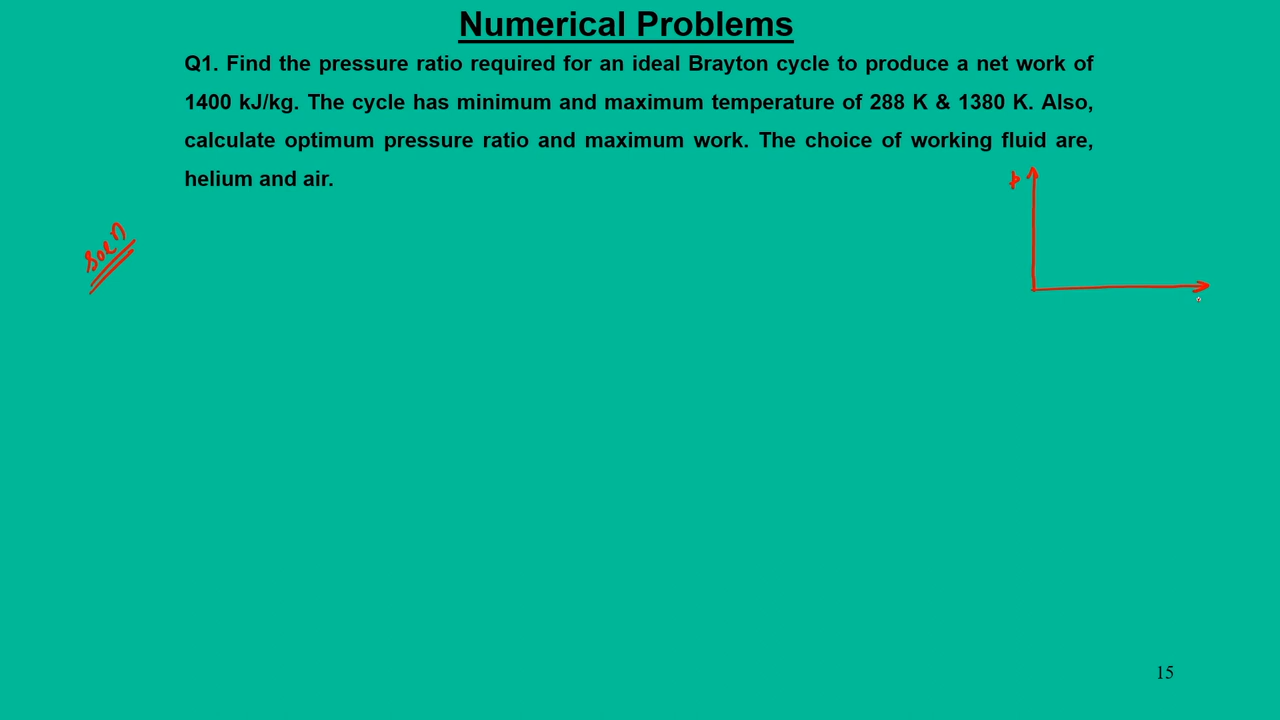 Numerical Problems
Q1. Find the pressure ratio required for an ideal Brayton cycle to produce a net work of
1400 kJ/kg. The cycle has minimum and maximum temperature of 288 K & 1380 K. Also,
calculate optimum pressure ratio and maximum work. The choice of working fluid are,
helium and air.
p
Soln
15